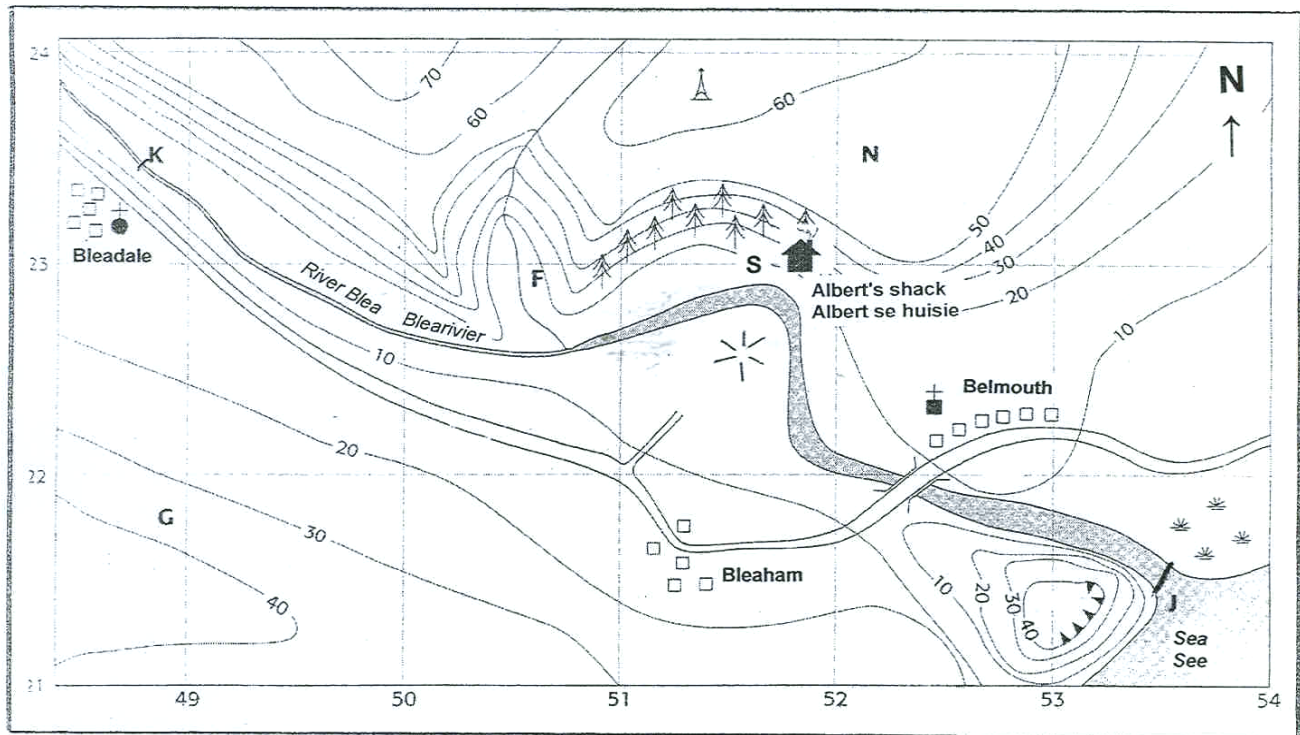 24
70
60
60
N
N
K
50
40
30
20
Bleadale
23
F
S
Albert's shack
Albert se huisie
River Blea Blearivier
10
10
Belmouth
22
20
G
30
Bleaham
10
20
30
40
J
40
Sea
See
21
49
50
51
52
53
54